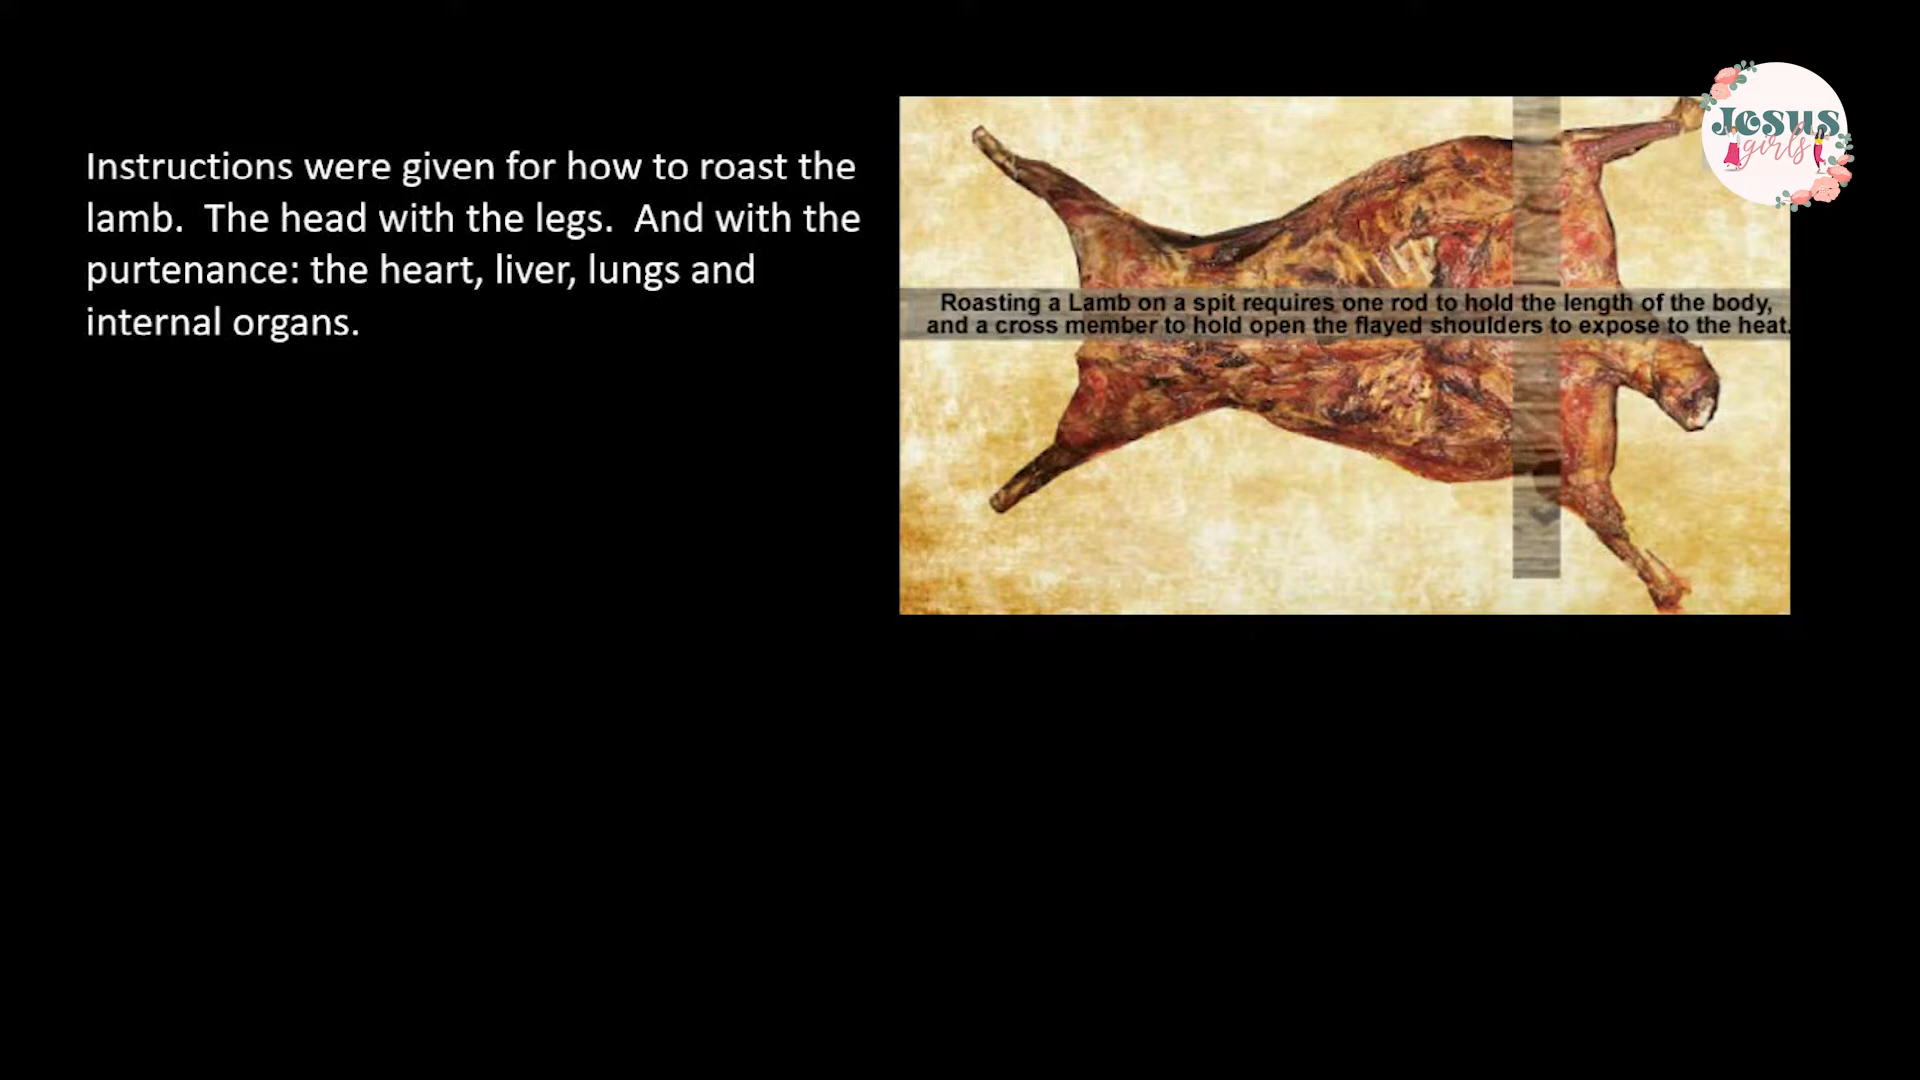 Instructions were given for how to roast the
lamb.  The head with the legs.  And with the
purtenance: the heart, liver, lungs and
internal organs.
Jesus
girls
Roasting a Lamb on a spit requires one rod to hold the length of the body,
and a cross member to hold open the flayed shoulders to expose to the heat.